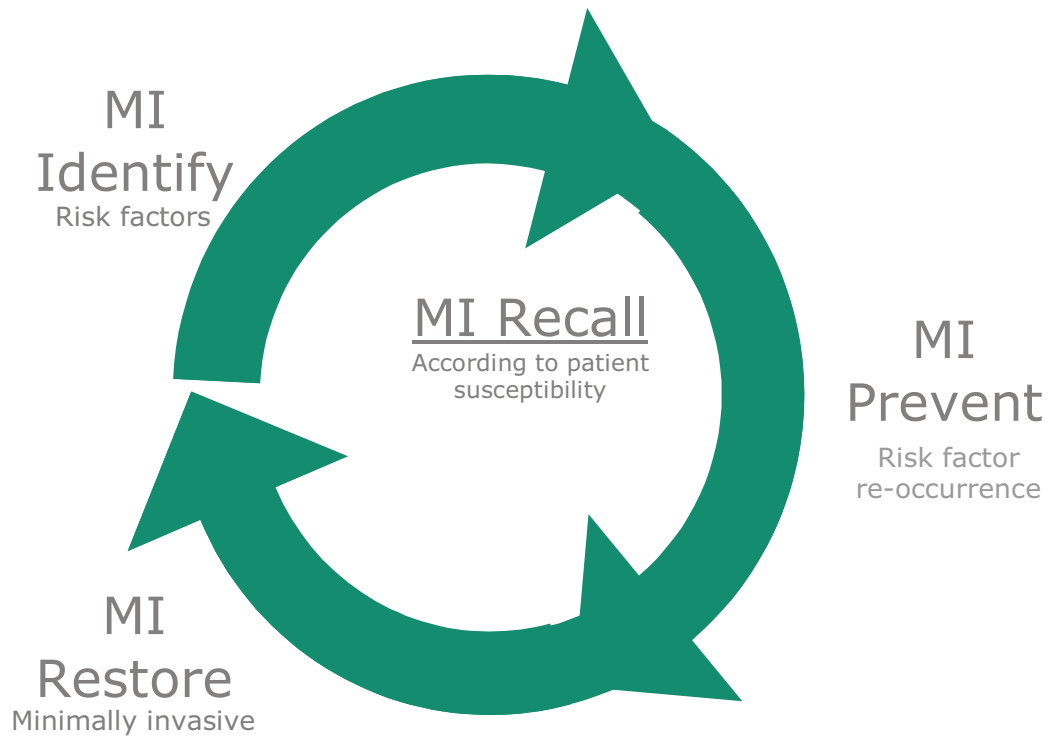 MI
Identify
Risk factors
MI Recall
According to patient
susceptibility
MI
Prevent
Risk factor
re-occurrence
MI
Restore
Minimally invasive